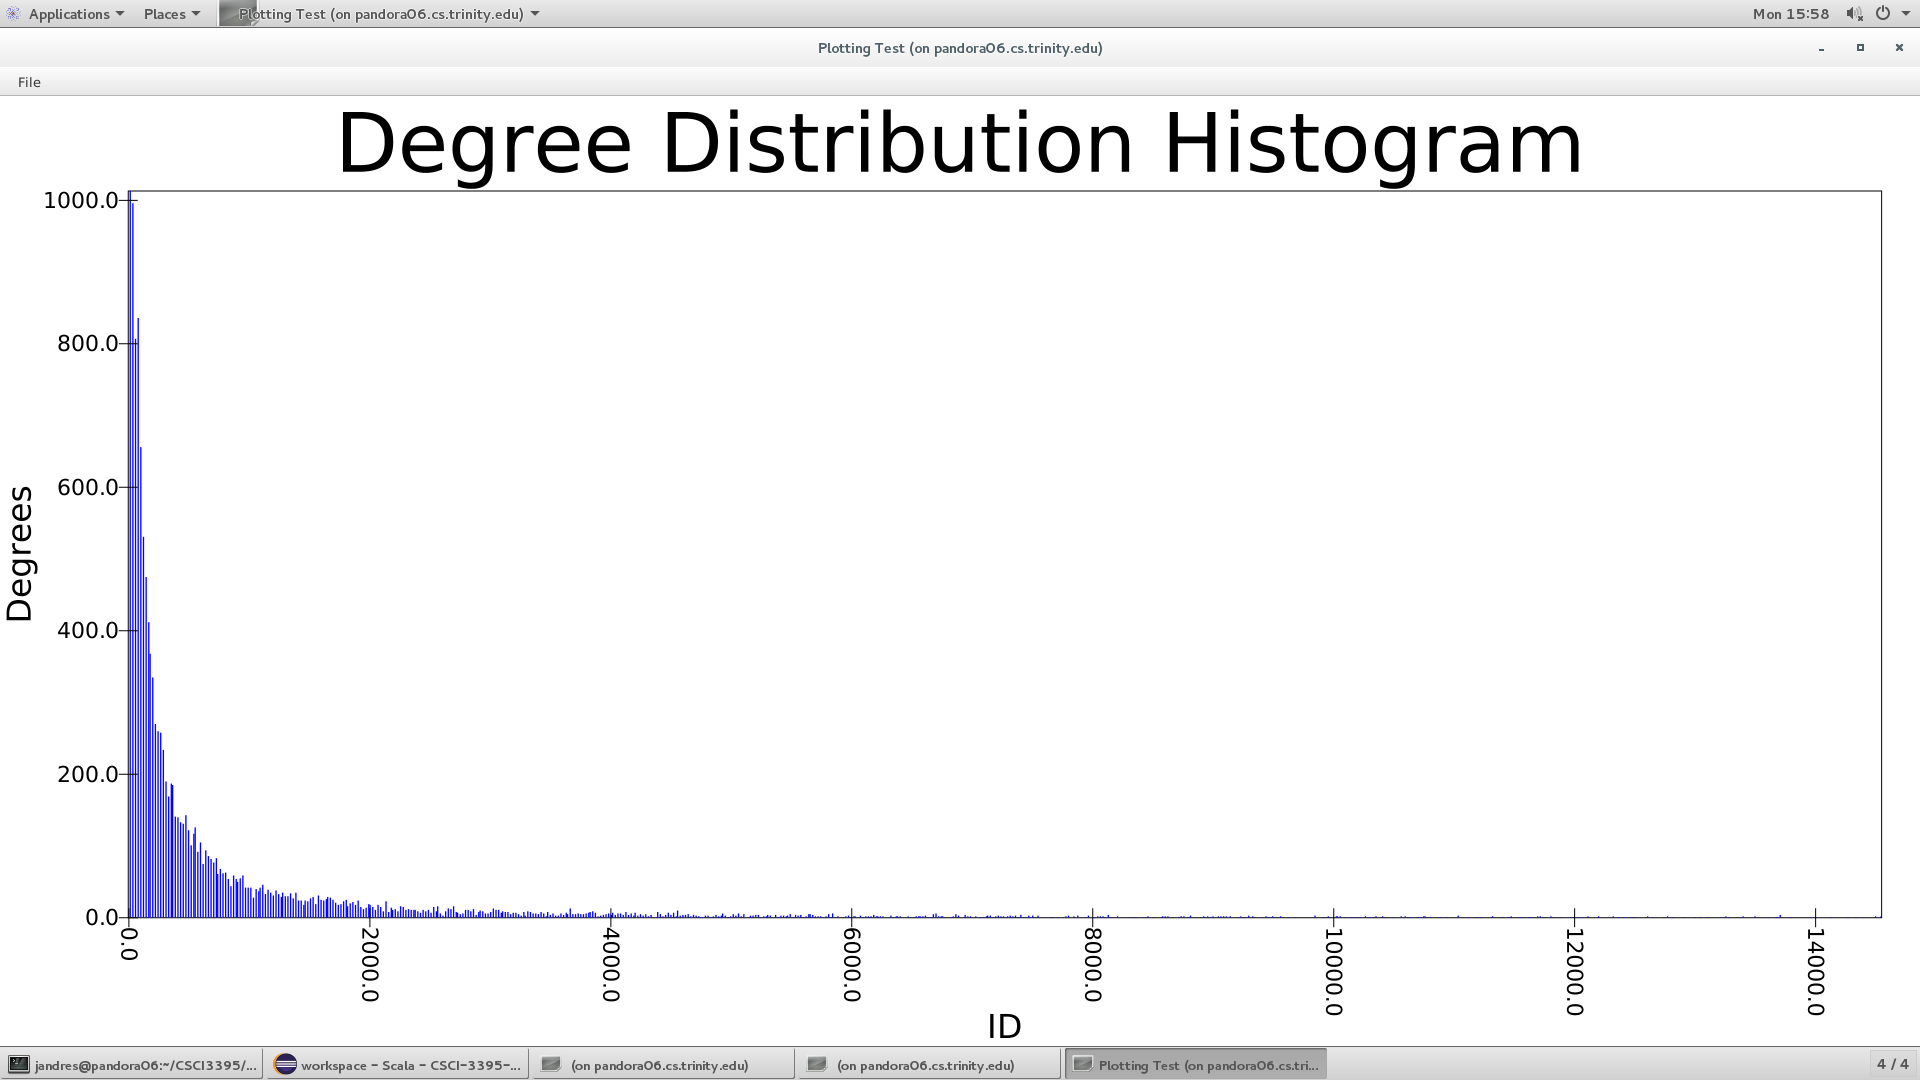 Applications Places Plotting Test (on pandora06.cs.trinity.edu) Mon 15:58
Plotting Test (on pandora06.cs.trinity.edu)
File
Degree Distribution Histogram
1000.0
800.0
600.0
400.0
200.0
0.0
Degrees
0.0 2000.0 4000.0 6000.0 8000.0 10000.0 12000.0 14000.0
ID
jandres@pandora06:~/CSCI3395/... workspace - Scala - CSCI-3395-... (on pandora06.cs.trinity.edu) (on pandora06.cs.trinity.edu) Plotting Test (on pandora06.cs.tri... 4 / 4